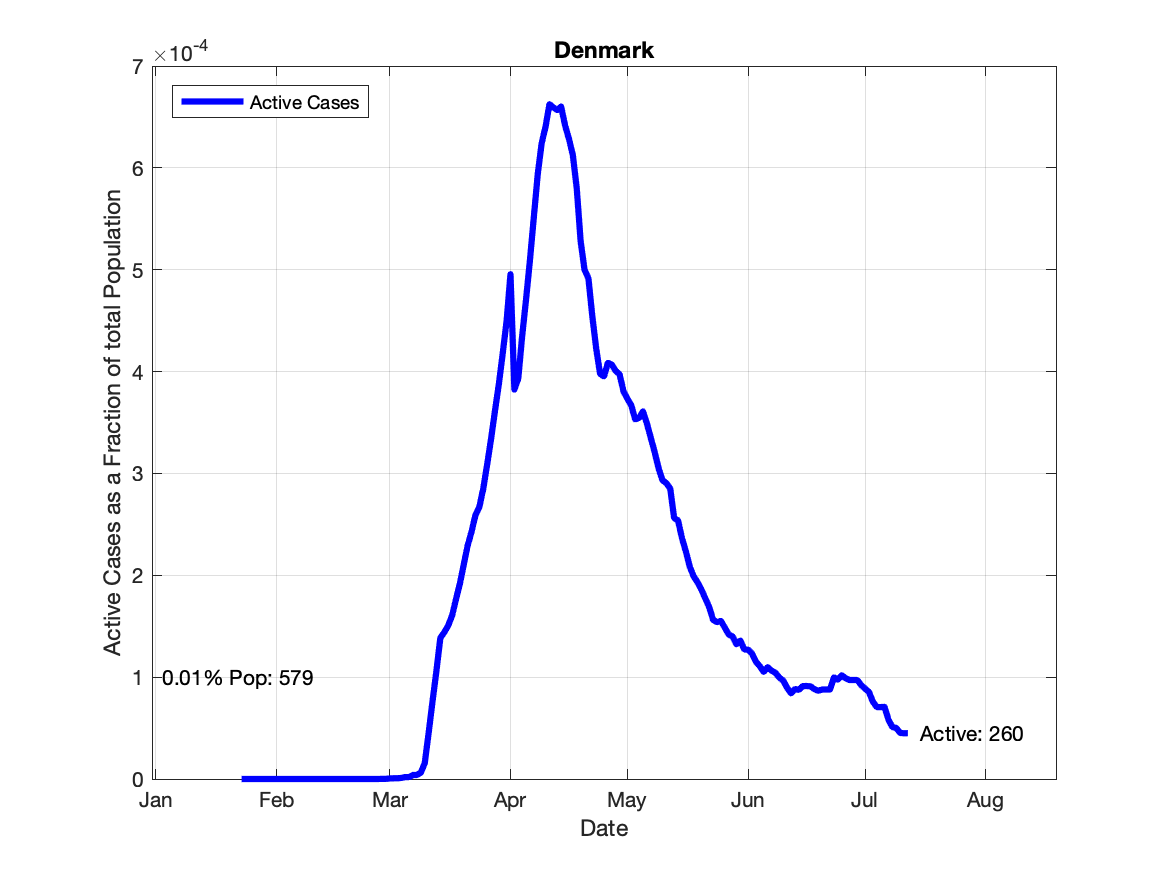 Denmark
×10-4
Active Cases
7
6
5
4
3
2
1
0
0.01% Pop: 579
Active: 260
Active Cases as a Fraction of total Population
Jan Feb Mar Apr May Jun Jul Aug
Date